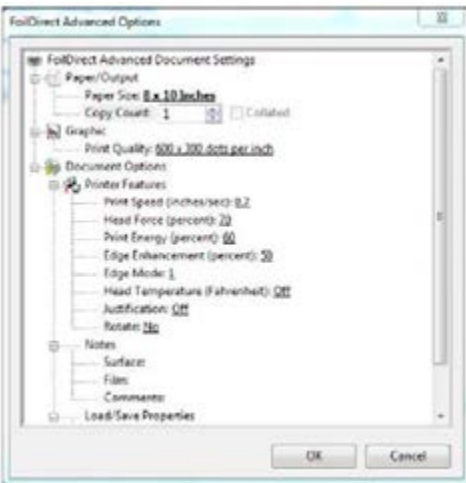 FoilDirect Advanced Options
FoilDirect Advanced Document Settings
Paper/Output
Paper Size: 8 x 10 Inches
Copy Count: 1 Collated
Graphic
Print Quality: 600 x 300 dots per inch
Document Options
Printer Features
Print Speed (inches/sec): 0.2
Head Force (percent): 70
Print Energy (percent): 60
Edge Enhancement (percent): 50
Edge Mode: 1
Head Temperature (Fahrenheit): Off
Justification: Off
Rotate: No
Notes
Surface:
Film:
Comments:
Load/Save Properties
OK Cancel